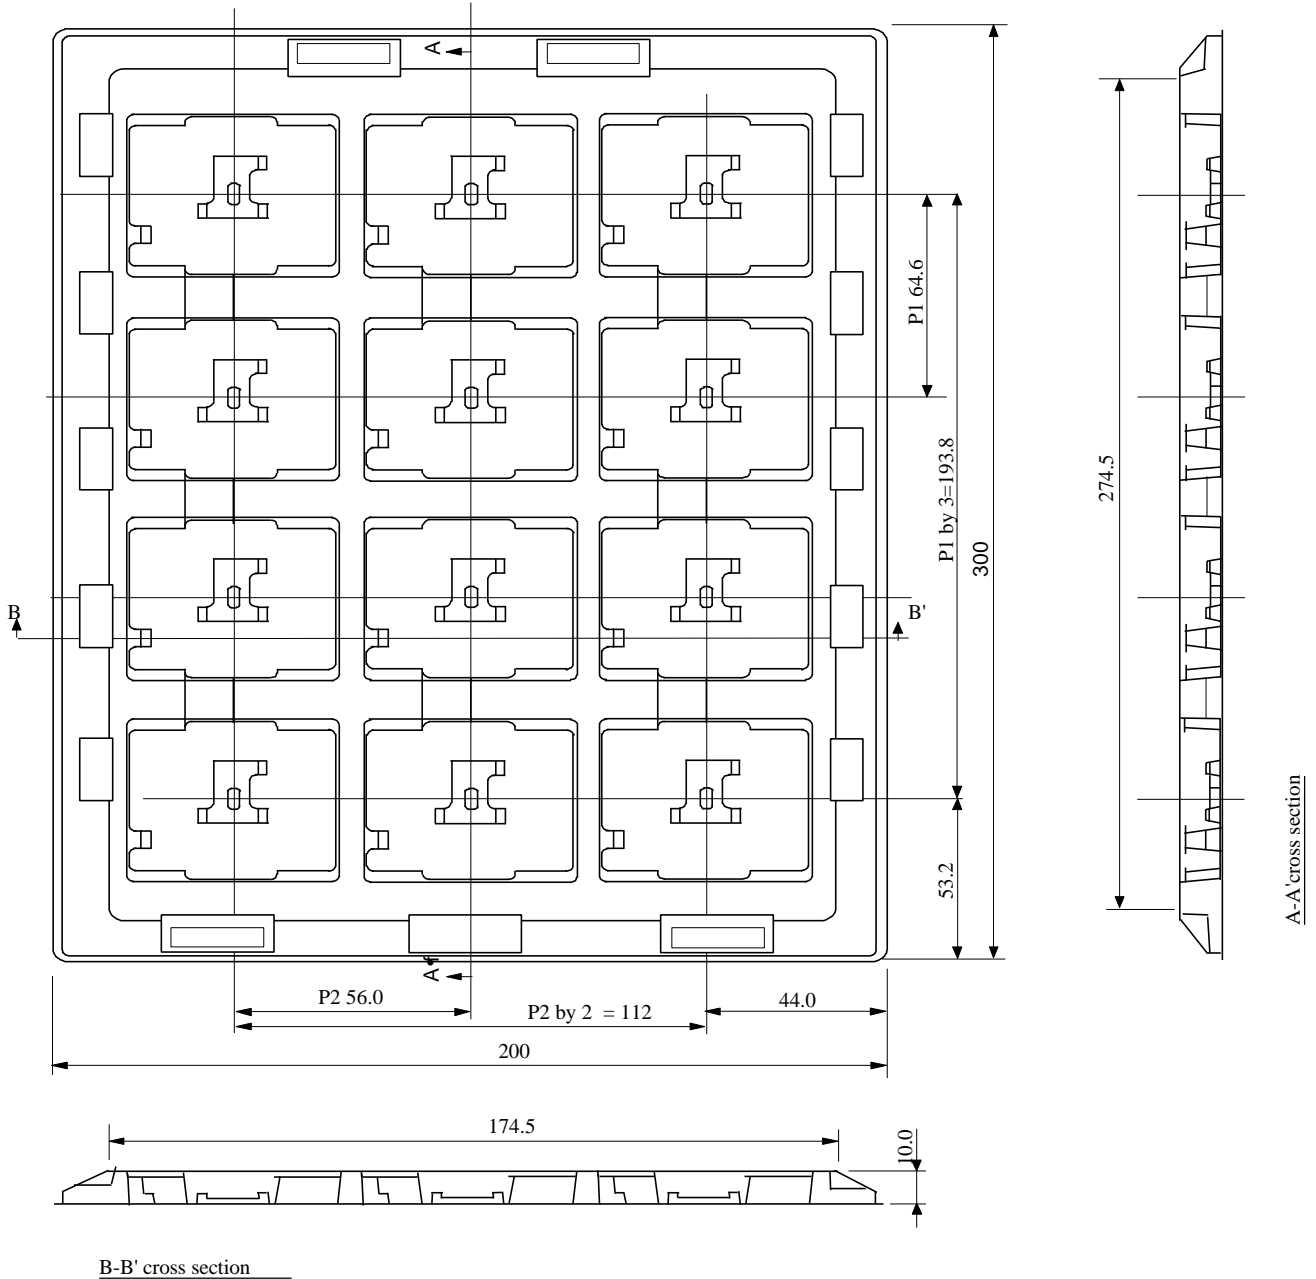 A
P1 64.6
P1 by 3=193.8
300
274.5
B
B'
53.2
A-A'cross section
A
P2 56.0
P2 by 2 = 112
44.0
200
174.5
10.0
B-B' cross section